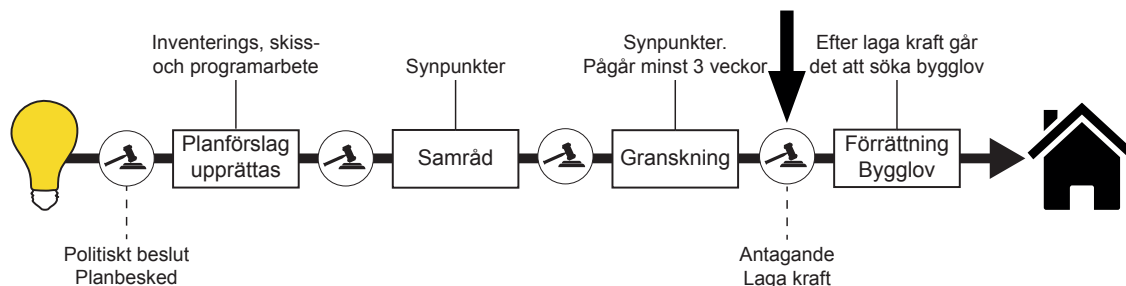 Inventerings, skiss-
och programarbete
Synpunkter
Synpunkter.
Pågår minst 3 veckor
Efter laga kraft går
det att söka bygglov
Planförslag
upprättas
Samråd
Granskning
Förrättning
Bygglov
Politiskt beslut
Planbesked
Antagande
Laga kraft